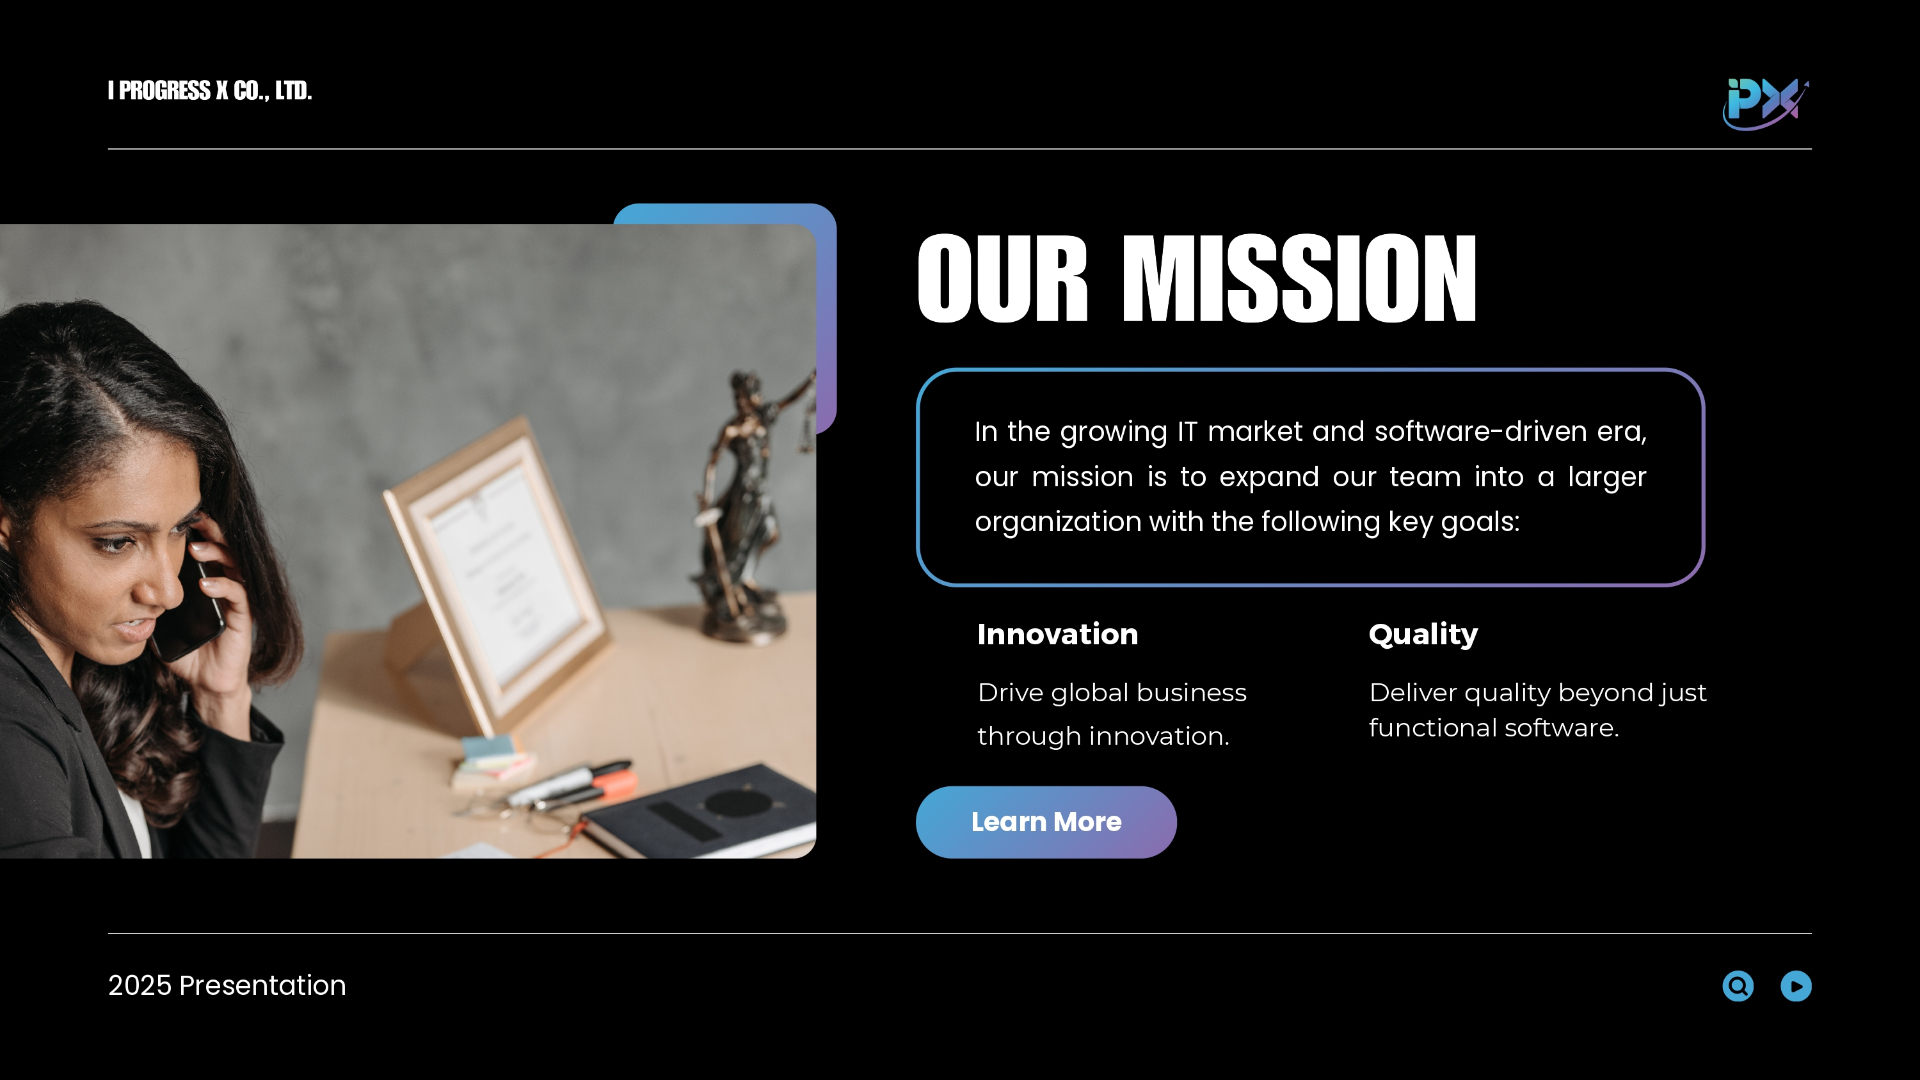 I PROGRESS X CO., LTD.
iPX
OUR MISSION
In the growing IT market and software-driven era,
our mission is to expand our team into a larger
organization with the following key goals:
Innovation
Drive global business
through innovation.
Quality
Deliver quality beyond just
functional software.
Learn More
2025 Presentation